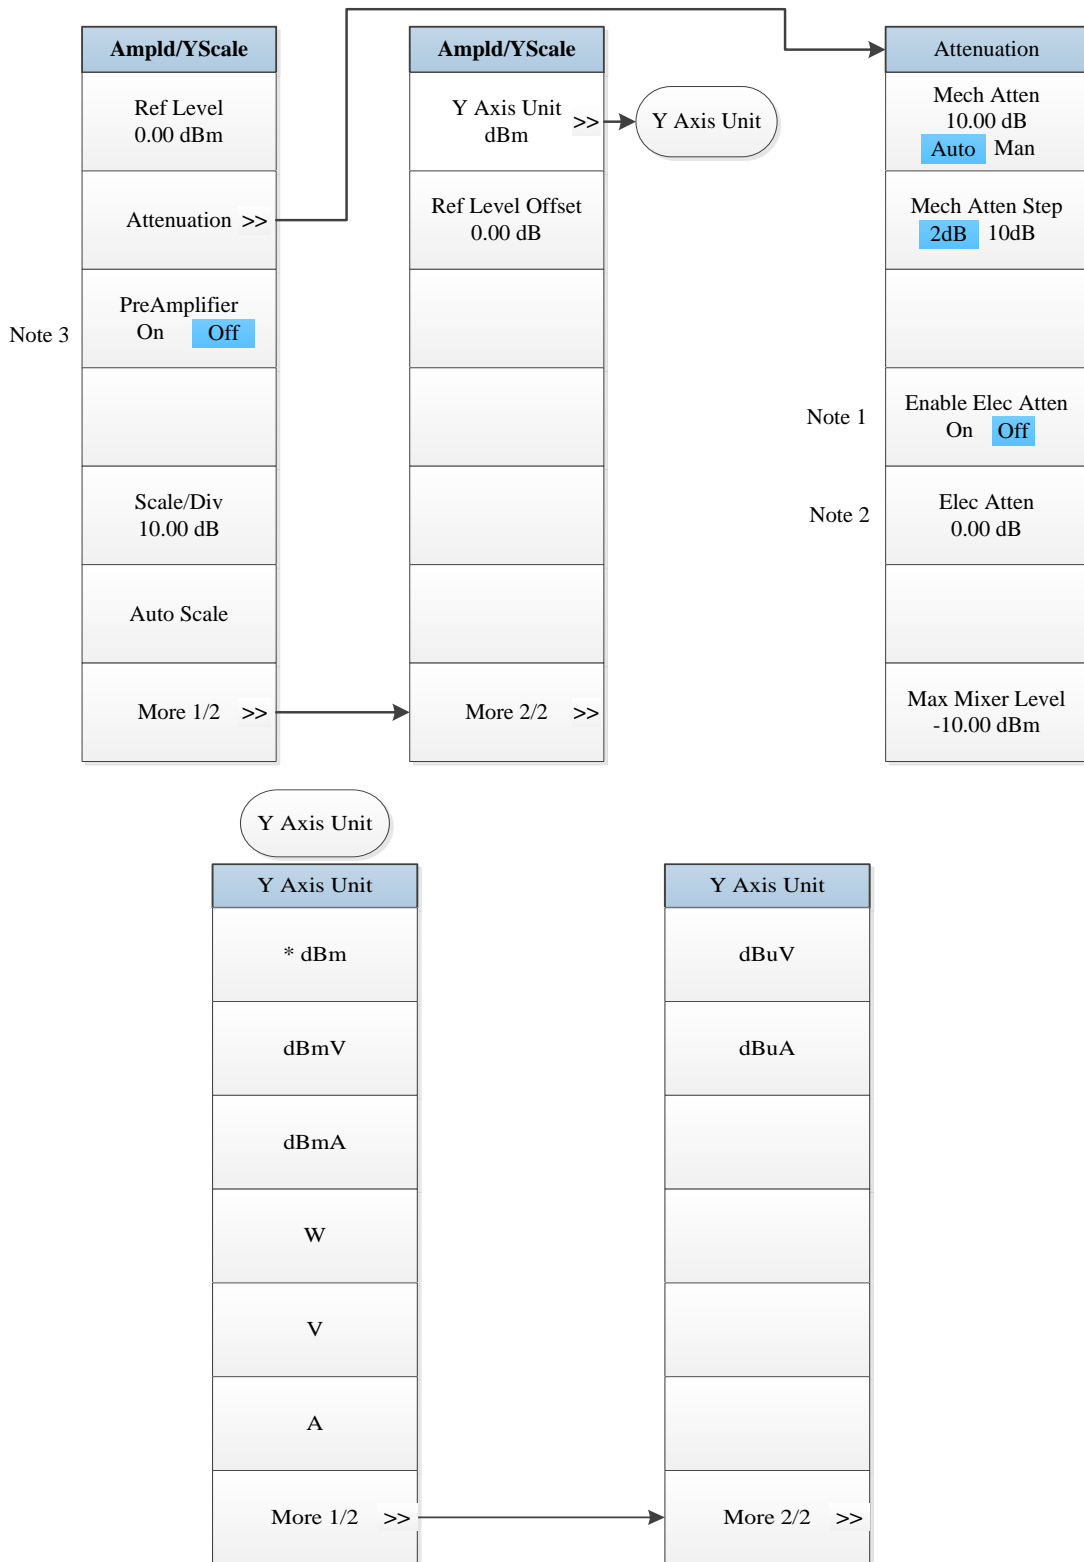 Ampld/YScale
Ref Level
0.00 dBm
Attenuation >>
PreAmplifier
On Off
Note 3
Scale/Div
10.00 dB
Auto Scale
More 1/2 >>
Ampld/YScale
Y Axis Unit
dBm >>
Y Axis Unit
Ref Level Offset
0.00 dB
More 2/2 >>
Attenuation
Mech Atten
10.00 dB
Auto Man
Mech Atten Step
2dB 10dB
Note 1
Enable Elec Atten
On Off
Note 2
Elec Atten
0.00 dB
Max Mixer Level
-10.00 dBm
Y Axis Unit
Y Axis Unit
* dBm
dBmV
dBmA
W
V
A
More 1/2 >>
Y Axis Unit
dBuV
dBuA
More 2/2 >>